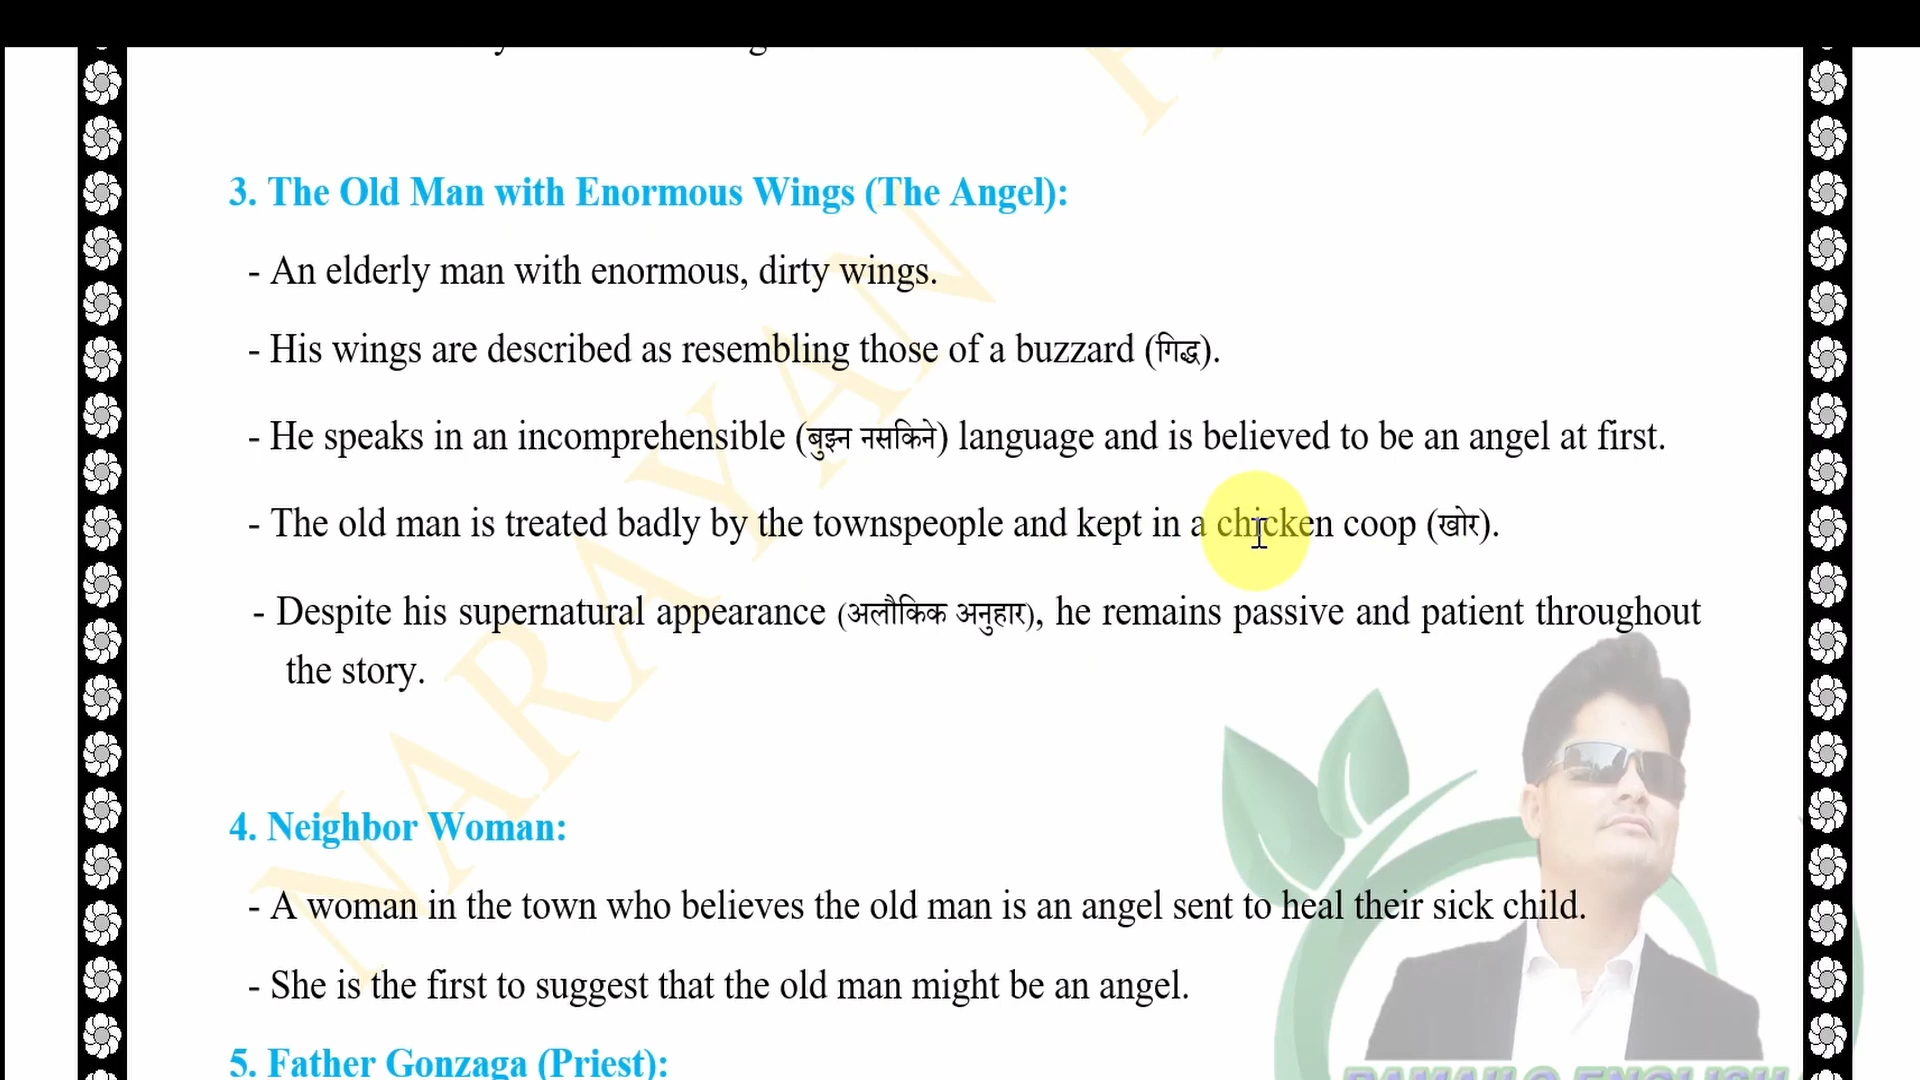 3. The Old Man with Enormous Wings (The Angel):
- An elderly man with enormous, dirty wings.
- His wings are described as resembling those of a buzzard (गिद्ध).
- He speaks in an incomprehensible (बुझ्न नसकिने) language and is believed to be an angel at first.
- The old man is treated badly by the townspeople and kept in a chicken coop (खोर).
- Despite his supernatural appearance (अलौकिक अनुहार), he remains passive and patient throughout
the story.
4. Neighbor Woman:
- A woman in the town who believes the old man is an angel sent to heal their sick child.
- She is the first to suggest that the old man might be an angel.
5. Father Gonzaga (Priest):
NARAYAN